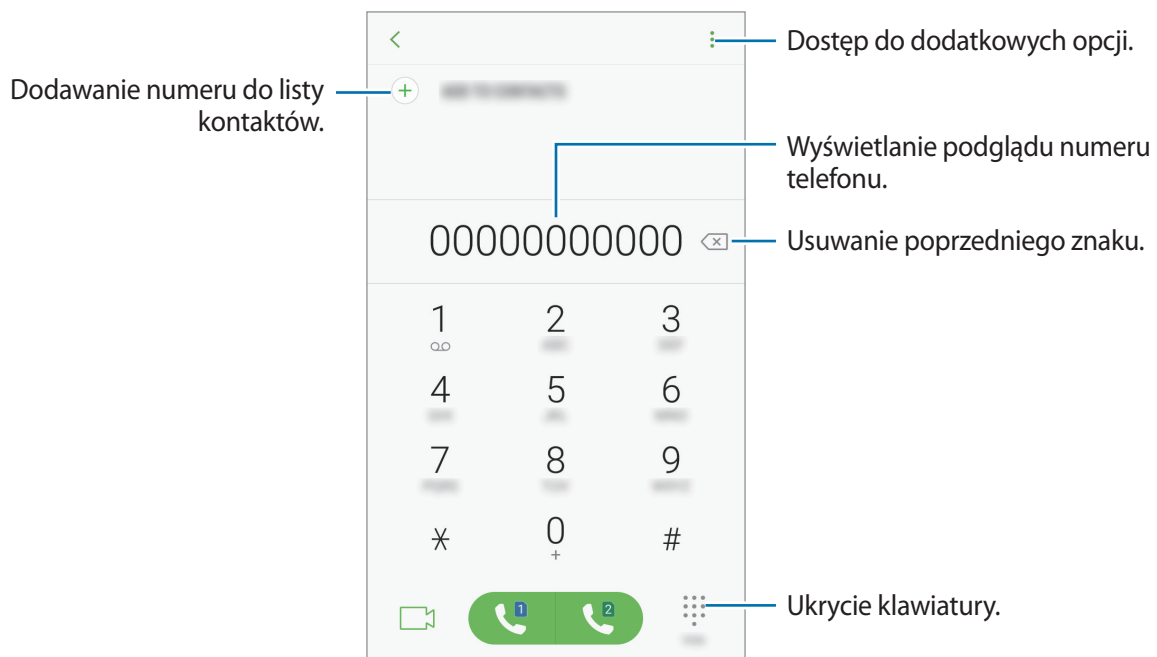 Dostęp do dodatkowych opcji.
Dodawanie numeru do listy
kontaktów.
Wyświetlanie podglądu numeru
telefonu.
00000000000
Usuwanie poprzedniego znaku.
1 2 3
4 5 6
7 8 9
* 0 #
+
1 2
Ukrycie klawiatury.